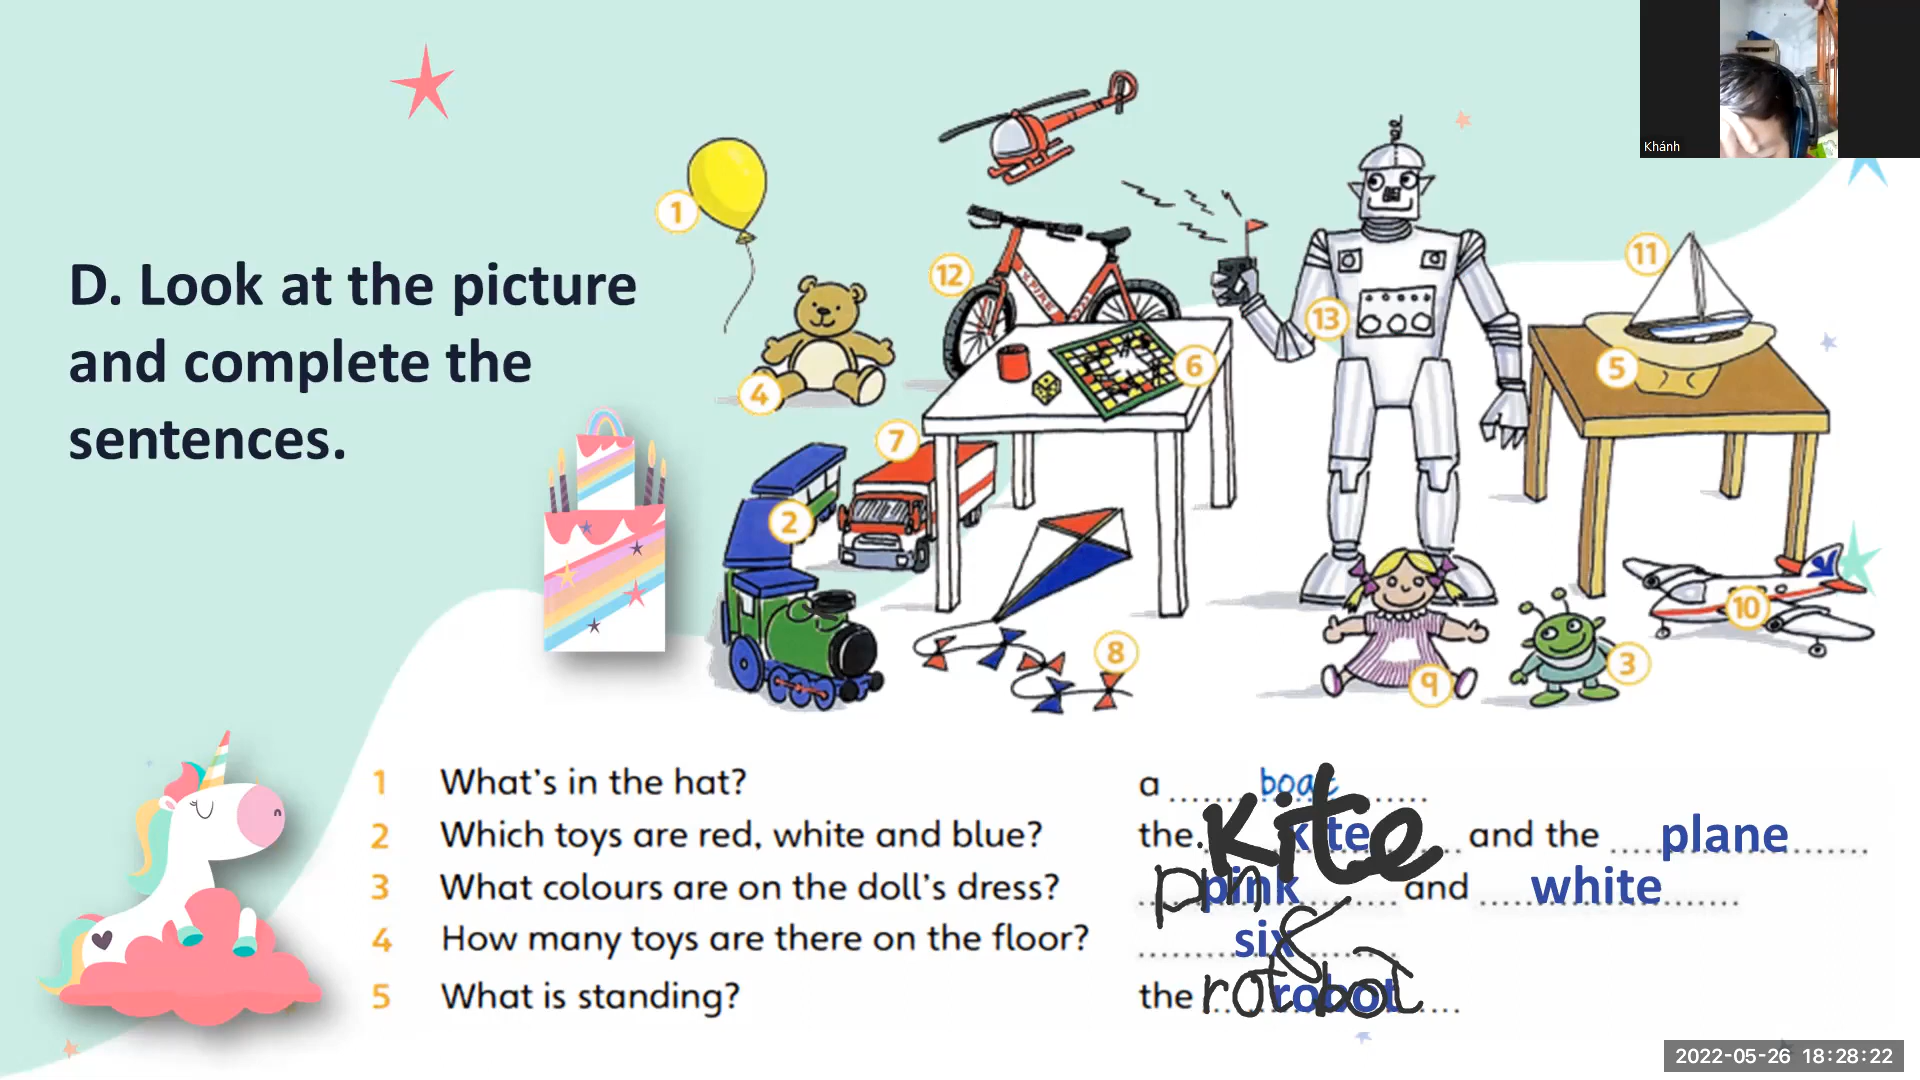 Khánh
D. Look at the picture
and complete the
sentences.
1
12
11
13
4
6
5
7
2
8
10
3
9
1 What's in the hat? a boat
2 Which toys are red, white and blue? the kite kite and the plane
3 What colours are on the doll's dress? pin pink and white
4 How many toys are there on the floor? six 8
5 What is standing? the robot robot
2022-05-26 18:28:22